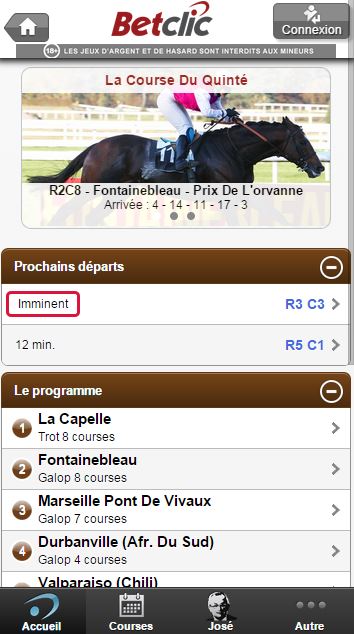 Betclic
Connexion
18+ LES JEUX D'ARGENT ET DE HASARD SONT INTERDITS AUX MINEURS
La Course Du Quinté
R2C8 - Fontainebleau - Prix De L'orvanne
Arrivée : 4 - 14 - 11 - 17 - 3
Prochains départs
Imminent R3 C3
12 min. R5 C1
Le programme
1 La Capelle
Trot 8 courses
2 Fontainebleau
Galop 8 courses
3 Marseille Pont De Vivaux
Galop 7 courses
4 Durbanville (Afr. Du Sud)
Galop 4 courses
Valparaiso (Chili)
Accueil Courses José Autre